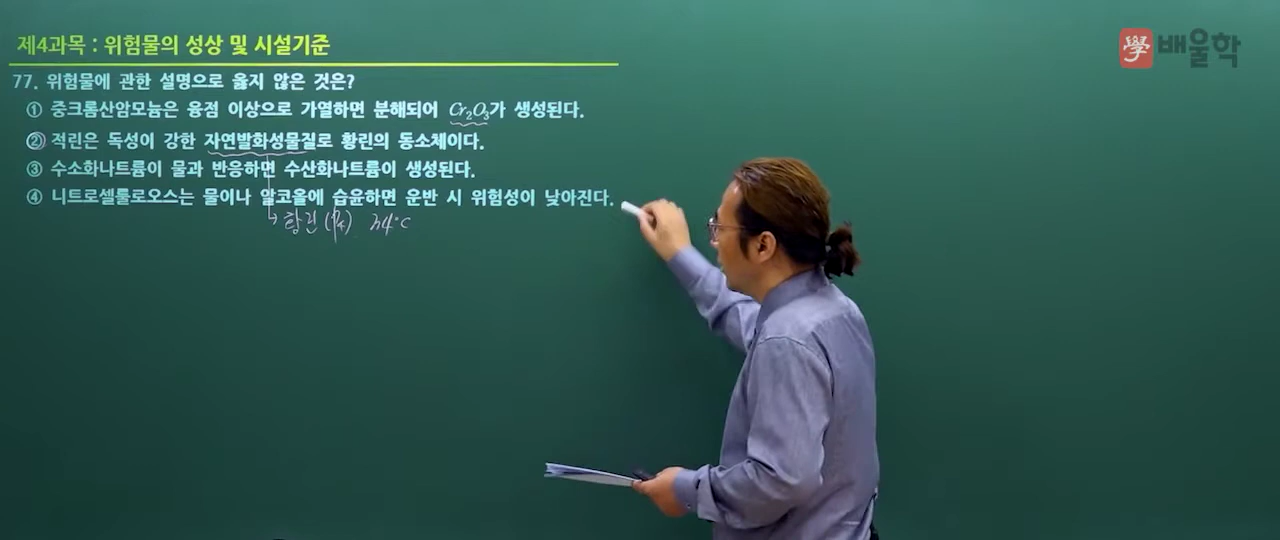 제4과목 : 위험물의 성상 및 시설기준
學 배울학
77. 위험물에 관한 설명으로 옳지 않은 것은?
① 중크롬산암모늄은 융점 이상으로 가열하면 분해되어 Cr₂O₃가 생성된다.
② 적린은 독성이 강한 자연발화성물질로 황린의 동소체이다.
③ 수소화나트륨이 물과 반응하면 수산화나트륨이 생성된다.
④ 니트로셀룰로오스는 물이나 알코올에 습윤하면 운반 시 위험성이 낮아진다.
→ 황린 (P₄) 34°C